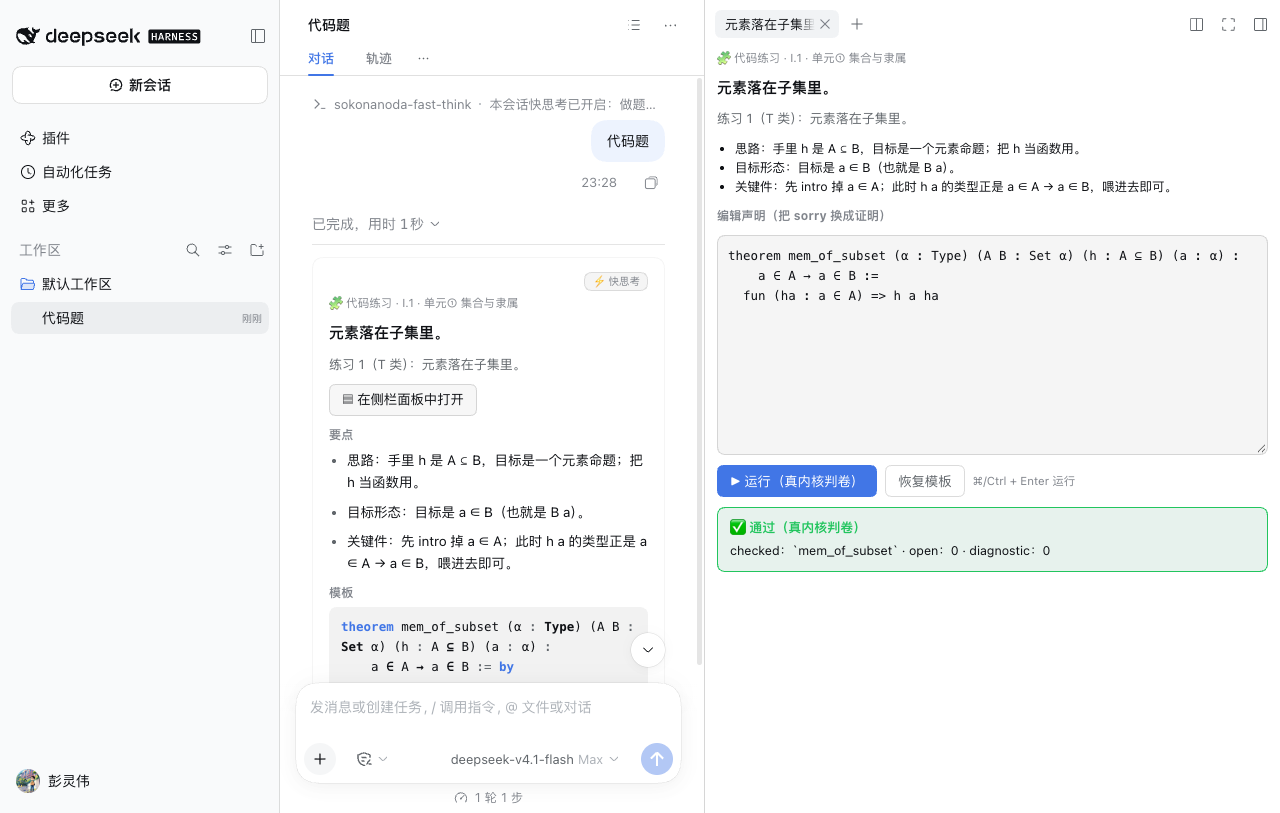 deepseek HARNESS
新会话
插件
自动化任务
更多
工作区
默认工作区
代码题
刚刚
彭灵伟
代码题
对话
轨迹
sokonanoda-fast-think · 本会话快思考已开启：做题...
代码题
23:28
已完成，用时 1 秒
⚡ 快思考
🧩 代码练习 · I.1 · 单元① 集合与隶属
元素落在子集里。
练习 1（T 类）：元素落在子集里。
▤ 在侧栏面板中打开
要点
• 思路：手里 h 是 A ⊆ B，目标是一个元素命题；把
h 当函数用。
• 目标形态：目标是 a ∈ B（也就是 B a）。
• 关键件：先 intro 掉 a ∈ A；此时 h a 的类型正是 a
∈ A → a ∈ B，喂进去即可。
模板
theorem mem_of_subset (α : Type) (A B :
Set α) (h : A ⊆ B) (a : α) :
a ∈ A → a ∈ B := by
发消息或创建任务, / 调用指令, @ 文件或对话
deepseek-v4.1-flash Max
1 轮 1 步
元素落在子集里
🧩 代码练习 · I.1 · 单元① 集合与隶属
元素落在子集里。
练习 1（T 类）：元素落在子集里。
• 思路：手里 h 是 A ⊆ B，目标是一个元素命题；把 h 当函数用。
• 目标形态：目标是 a ∈ B（也就是 B a）。
• 关键件：先 intro 掉 a ∈ A；此时 h a 的类型正是 a ∈ A → a ∈ B，喂进去即可。
编辑声明（把 sorry 换成证明）
theorem mem_of_subset (α : Type) (A B : Set α) (h : A ⊆ B) (a : α) :
a ∈ A → a ∈ B :=
fun (ha : a ∈ A) => h a ha
▶ 运行（真内核判卷）
恢复模板
⌘/Ctrl + Enter 运行
✅ 通过（真内核判卷）
checked：`mem_of_subset` · open：0 · diagnostic：0